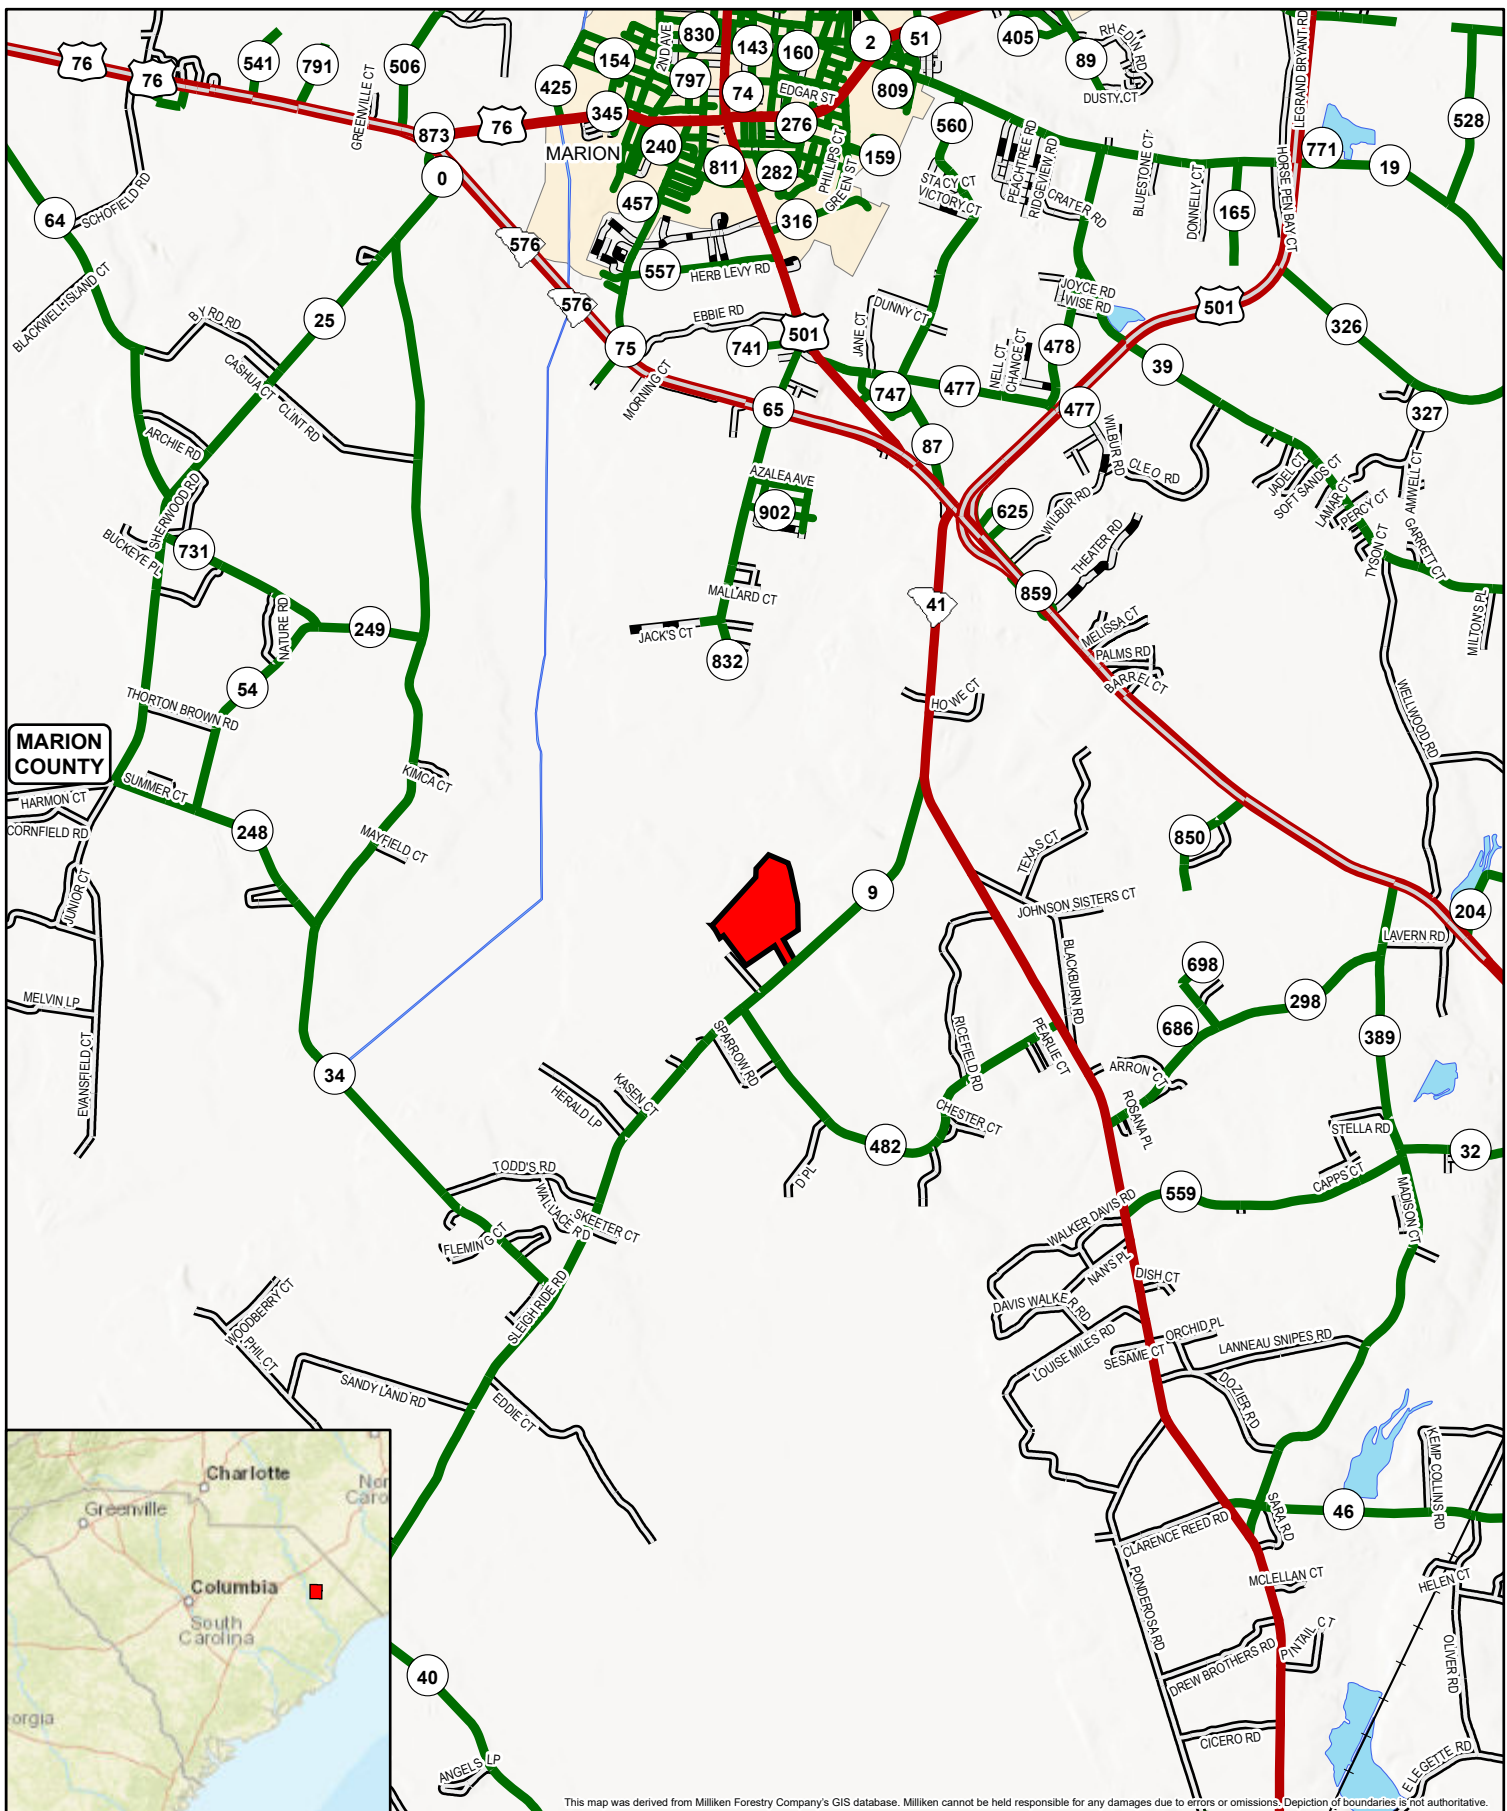 830
143
160
2
51
405
RHEDIN RD
89
DUSTY CT
LEGRAND BRYANT RD
76
76
541
791
506
GREENVILLE CT
425
154
2ND AVE
797
74
EDGAR ST
809
528
873
76
345
276
560
771
19
MARION
240
811
282
PHILLIPS CT
GREEN ST
159
STACY CT
VICTORY CT
PEACHTREE RD
RIDGEVIEW RD
CRATER RD
BLUESTONE CT
DONNELLY CT
165
HORSE PEN BAY CT
0
64
SCHOFIELD RD
457
316
576
557
HERB LEVY RD
BLACKWELL ISLAND CT
576
25
BYRD RD
EBBIE RD
741
501
JANE CT
DUNNY CT
JOYCE RD
WISE RD
501
326
75
478
39
CASHUA CT
CLINT RD
MORNING CT
65
747
477
NELL CT
CHANCE CT
477
327
ARCHIE RD
87
WILBUR RD
CLEO RD
JADEL CT
SOFT SANDS CT
LAMAR CT
PERCY CT
AMWELL CT
GARRETT CT
TYSON CT
AZALEA AVE
902
SHERWOOD RD
BUCKEYE PL
731
625
WILBUR RD
THEATER RD
859
MALLARD CT
41
MILTON'S PL
NATURE RD
249
JACK'S CT
832
MELISSA CT
PALMS RD
BARREL CT
54
THORTON BROWN RD
HOWE CT
WELLWOOD RD
MARION
COUNTY
SUMMER CT
HARMON CT
CORNFIELD RD
248
KIMCA CT
MAYFIELD CT
TEXAS CT
850
JUNIOR CT
9
JOHNSON SISTERS CT
204
LAVERN RD
BLACKBURN RD
698
MELVIN LP
298
686
389
EVANSFIELD CT
34
SPARROW RD
RICEFIELD RD
PEARLIE CT
ARRON CT
HERALD LP
KASEN CT
CHESTER CT
ROSANA PL
STELLA RD
482
32
TODD'S RD
D PL
CAPPS CT
559
MADISON CT
WALLACE RD
SKEETER CT
FLEMING CT
WALKER DAVIS RD
NAN'S PL
DISH CT
SLEIGH RIDE RD
WOODBERRY CT
PHIL CT
DAVIS WALKER RD
LOUISE MILES RD
ORCHID PL
SESAME CT
LANNEAU SNIPES RD
SANDY LAND RD
EDDIE CT
DOZIER RD
KEMP COLLINS RD
Charlotte
Nor
Caro
Greenville
SARA RD
46
CLARENCE REED RD
Columbia
South
Carolina
PONDEROSA RD
MCLELLAN CT
HELEN CT
DREW BROTHERS RD
PINTAIL CT
OLIVER RD
40
orgia
CICERO RD
ANGELS LP
ELEGETTE RD
This map was derived from Milliken Forestry Company's GIS database. Milliken cannot be held responsible for any damages due to errors or omissions. Depiction of boundaries is not authoritative.